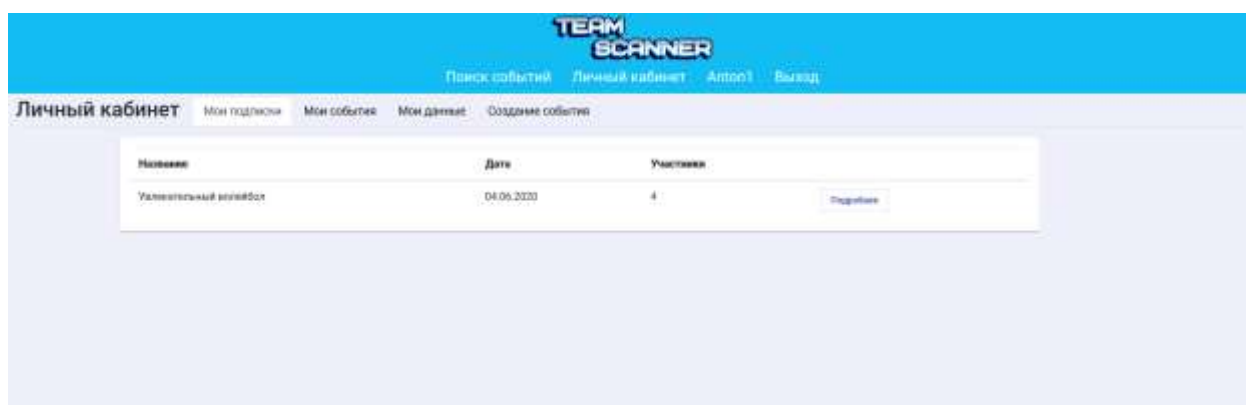 TEAM
SCANNER
Поиск событий Личный кабинет Anton1 Выход
Личный кабинет Мои подписки Мои события Мои данные Создание события
Название Дата Участники
Увлекательный волейбол 04.06.2020 4 Подробнее